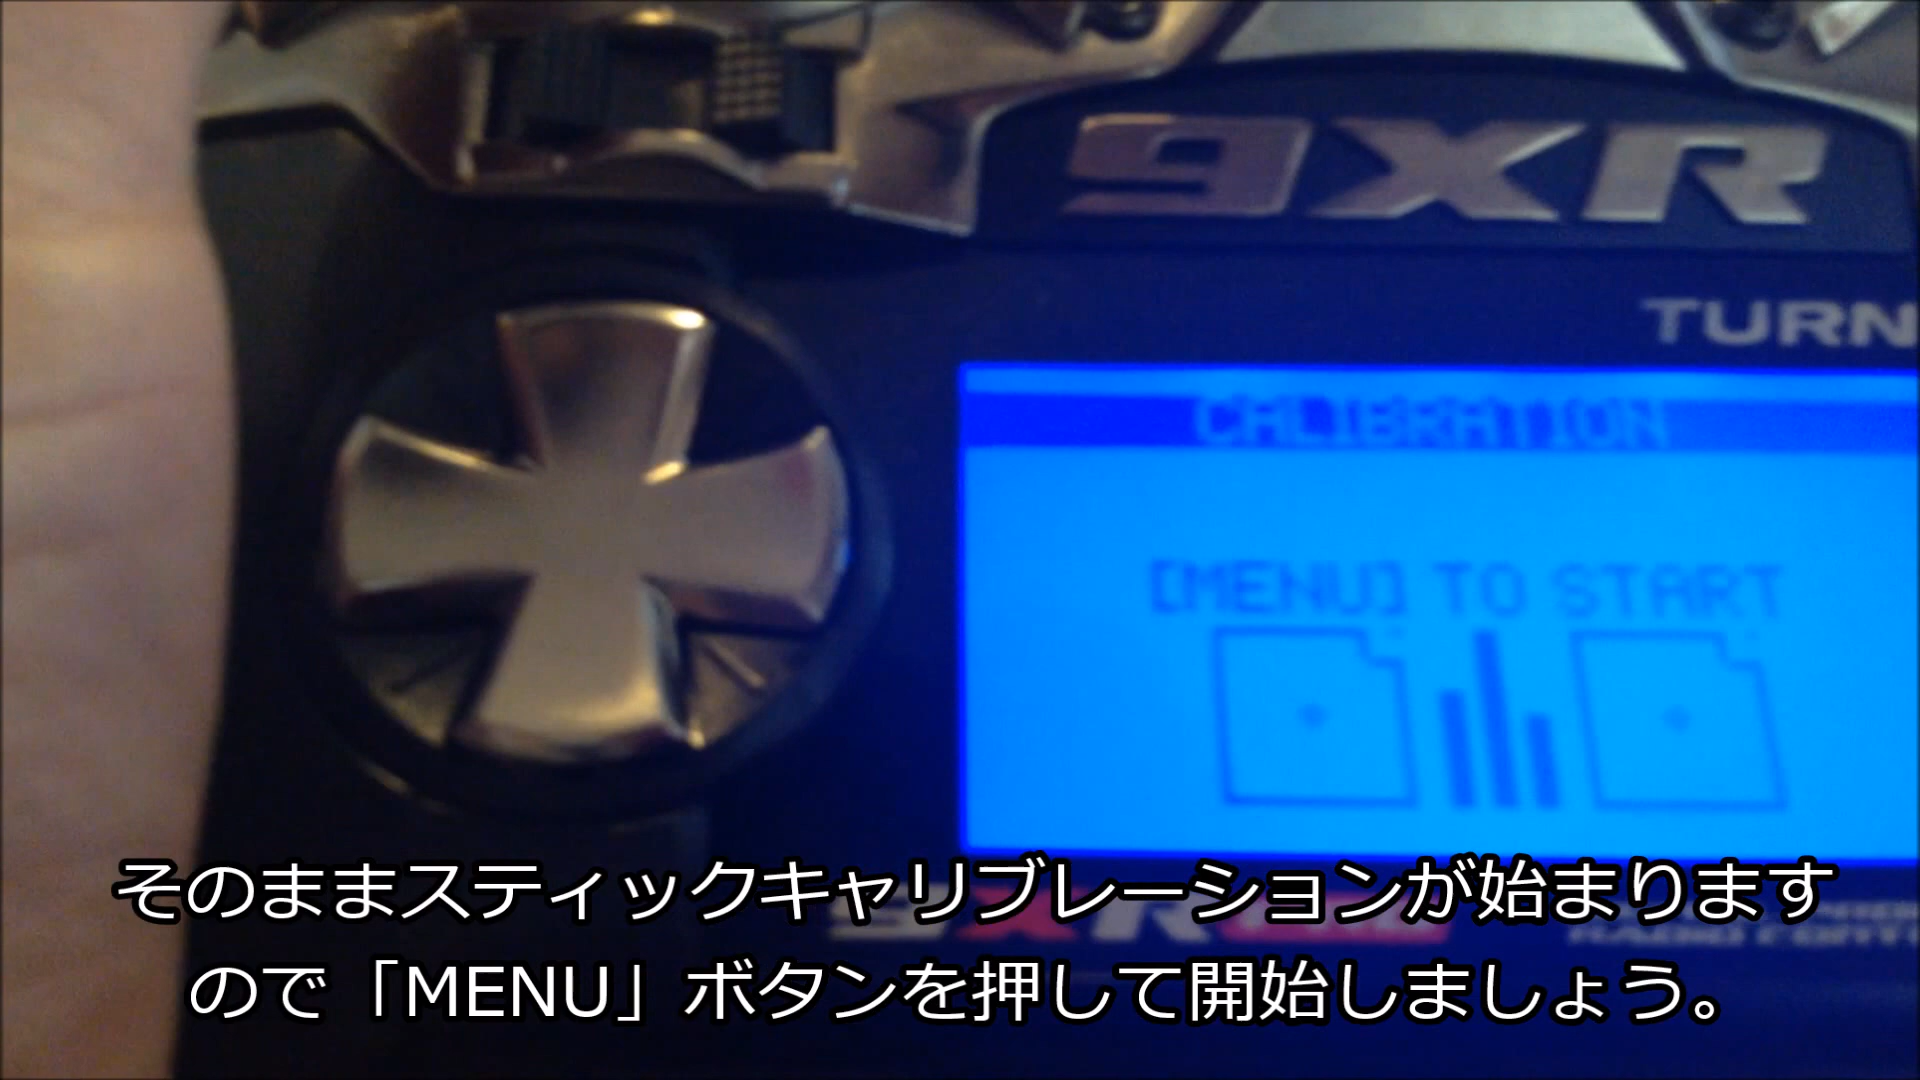 9XR
TURN
CALIBRATION
[MENU] TO START
そのままスティックキャリブレーションが始まります
ので「MENU」ボタンを押して開始しましょう。
9XR